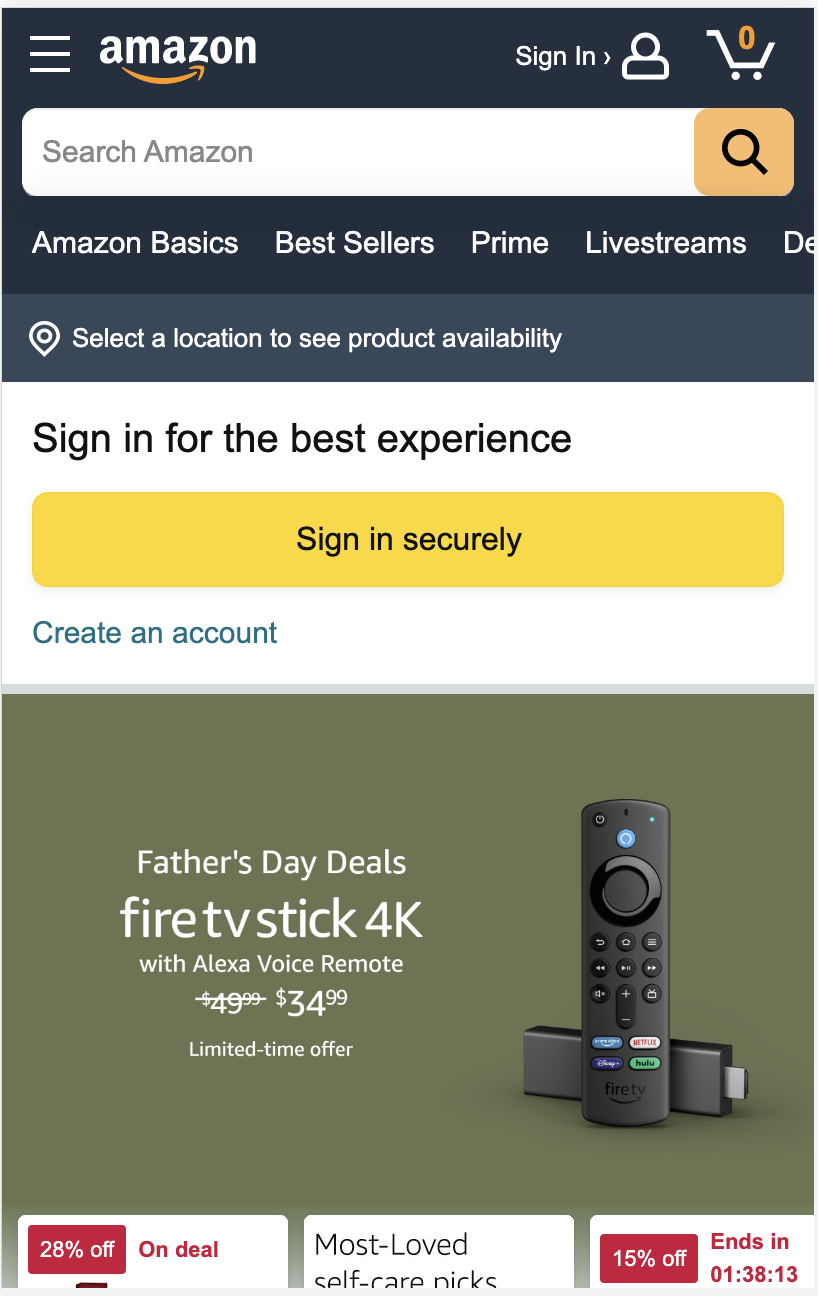 amazon
Sign In ›
0
Search Amazon
Amazon Basics Best Sellers Prime Livestreams De
Select a location to see product availability
Sign in for the best experience
Sign in securely
Create an account
Father's Day Deals
fire tv stick 4K
with Alexa Voice Remote
$49.99 $34.99
Limited-time offer
prime video NETFLIX
Disney+ hulu
fire tv
28% off On deal
Most-Loved
self-care picks
15% off Ends in
01:38:13